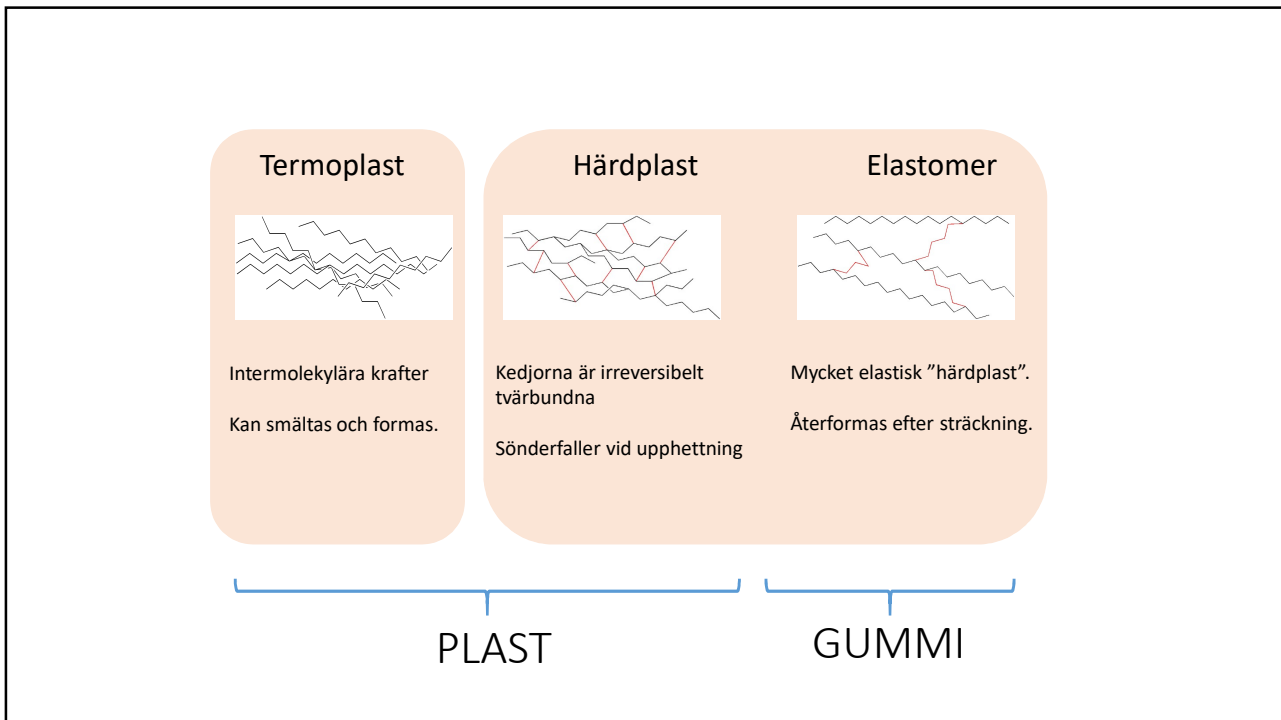 Termoplast
Intermolekylära krafter
Kan smältas och formas.
Härdplast
Kedjorna är irreversibelt
tvärbundna
Sönderfaller vid upphettning
Elastomer
Mycket elastisk ”härdplast”.
Återformas efter sträckning.
PLAST
GUMMI